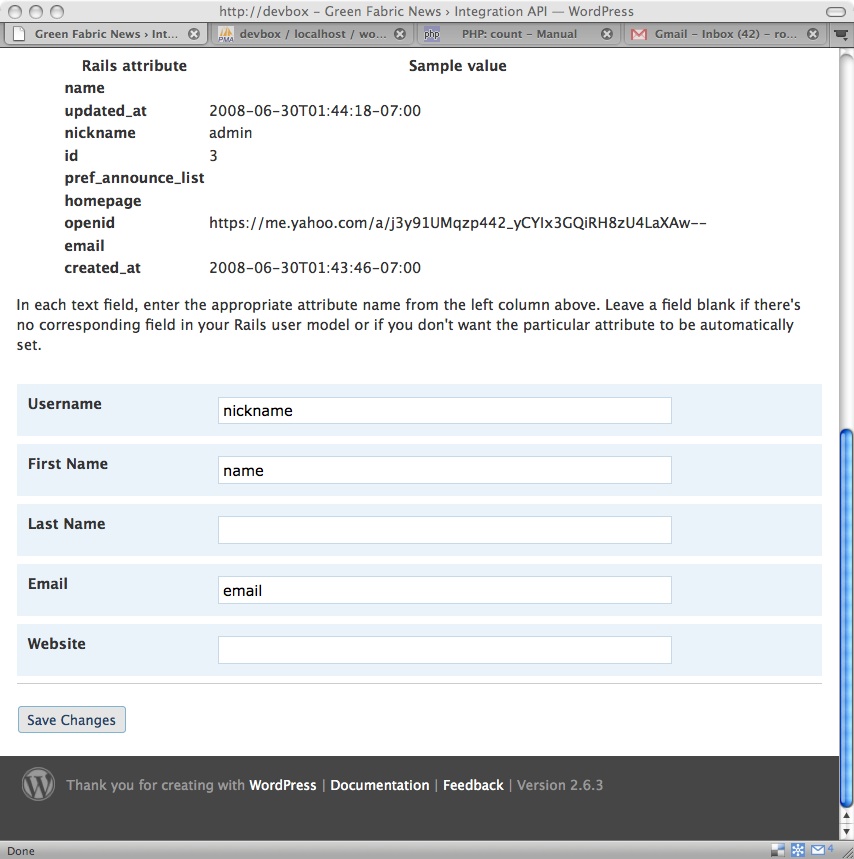 http://devbox – Green Fabric News › Integration API — WordPress
Green Fabric News › Int... devbox / localhost / wo... PHP: count – Manual Gmail – Inbox (42) – ro...
Rails attribute Sample value
name
updated_at 2008-06-30T01:44:18-07:00
nickname admin
id 3
pref_announce_list
homepage
openid https://me.yahoo.com/a/j3y91UMqzp442_yCYIx3GQiRH8zU4LaXAw--
email
created_at 2008-06-30T01:43:46-07:00
In each text field, enter the appropriate attribute name from the left column above. Leave a field blank if there's
no corresponding field in your Rails user model or if you don't want the particular attribute to be automatically
set.
Username nickname
First Name name
Last Name
Email email
Website
Save Changes
Thank you for creating with WordPress | Documentation | Feedback | Version 2.6.3
Done 4